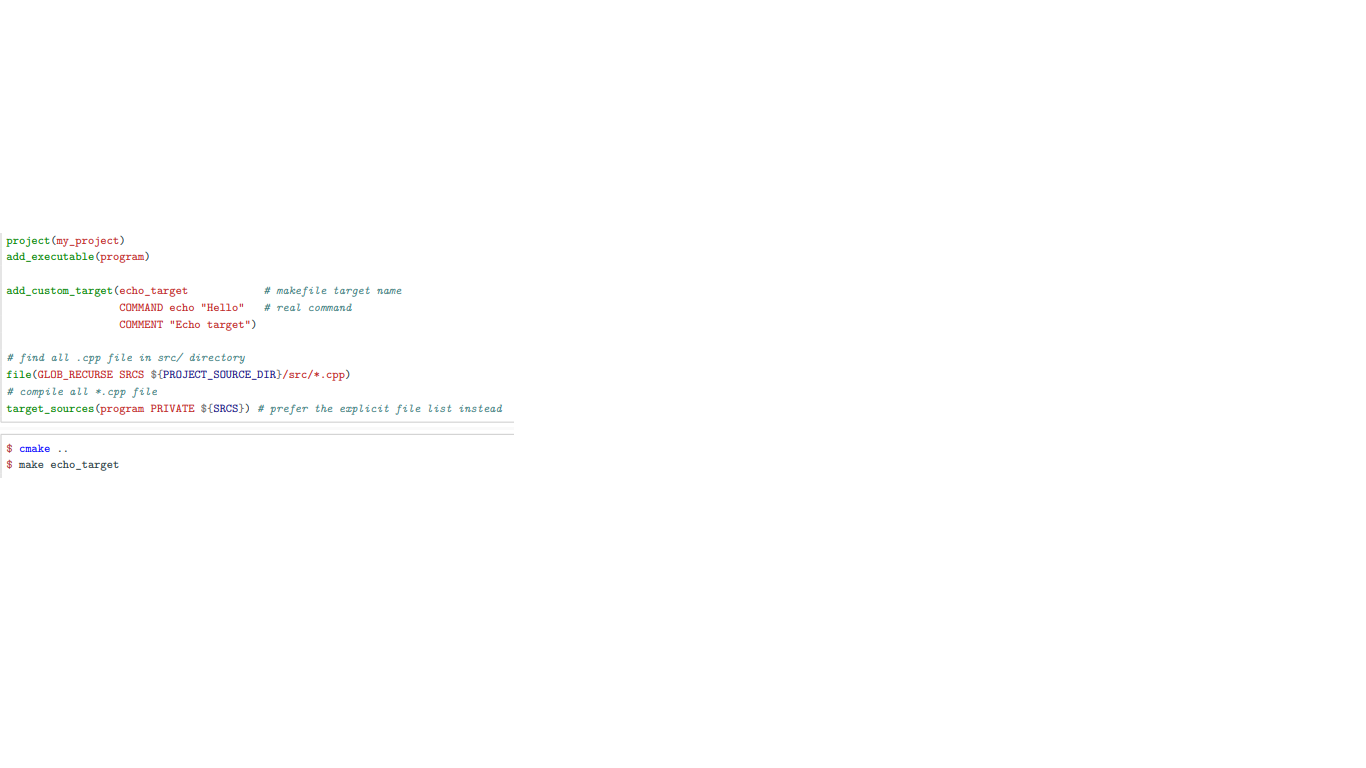 project(my_project)
add_executable(program)
add_custom_target(echo_target # makefile target name
COMMAND echo "Hello" # real command
COMMENT "Echo target")
# find all .cpp file in src/ directory
file(GLOB_RECURSE SRCS ${PROJECT_SOURCE_DIR}/src/*.cpp)
# compile all *.cpp file
target_sources(program PRIVATE ${SRCS}) # prefer the explicit file list instead
$ cmake ..
$ make echo_target